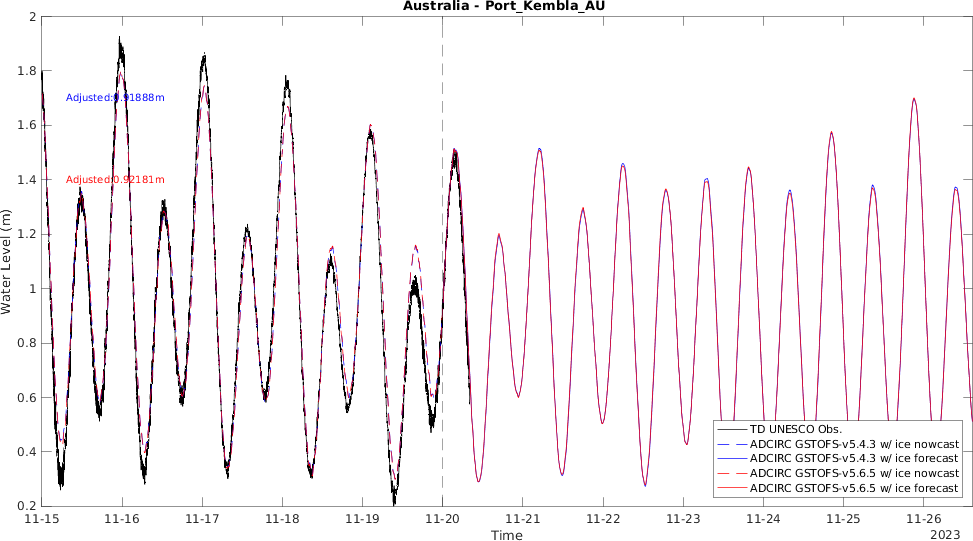 Australia - Port_Kembla_AU
2
1.8
1.6
1.4
1.2
1
0.8
0.6
0.4
0.2
Water Level (m)
Adjusted:0.91888m
Adjusted:0.92181m
TD UNESCO Obs.
ADCIRC GSTOFS-v5.4.3 w/ ice nowcast
ADCIRC GSTOFS-v5.4.3 w/ ice forecast
ADCIRC GSTOFS-v5.6.5 w/ ice nowcast
ADCIRC GSTOFS-v5.6.5 w/ ice forecast
11-15 11-16 11-17 11-18 11-19 11-20 11-21 11-22 11-23 11-24 11-25 11-26
2023
Time